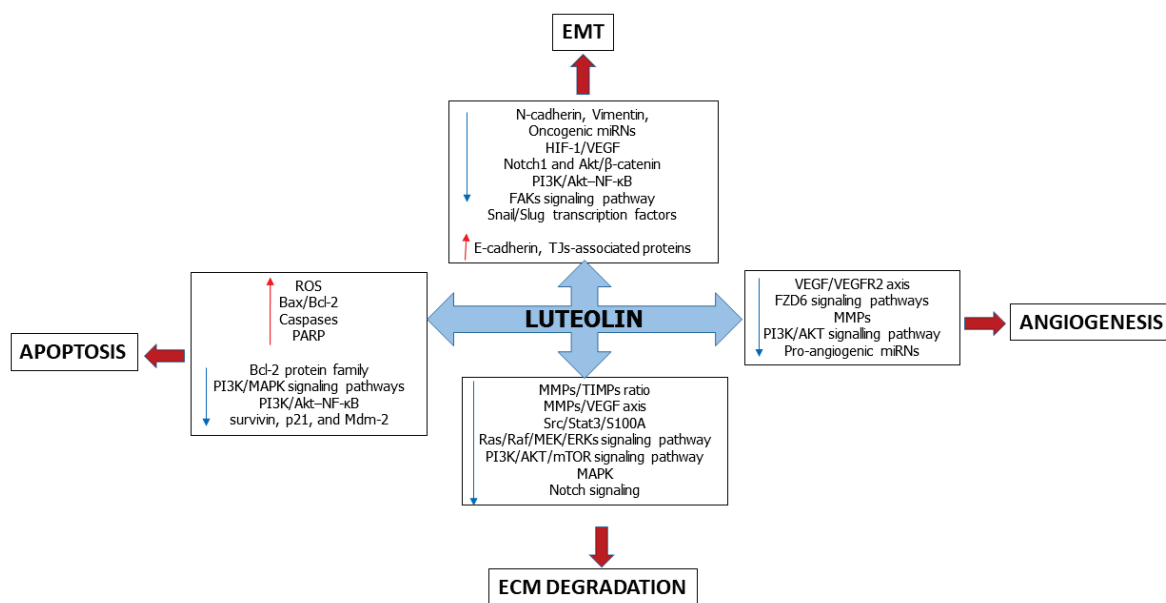 EMT
N-cadherin, Vimentin,
Oncogenic miRNs
HIF-1/VEGF
Notch1 and Akt/β-catenin
PI3K/Akt–NF-κB
FAKs signaling pathway
Snail/Slug transcription factors
E-cadherin, TJs-associated proteins
ROS
Bax/Bcl-2
Caspases
PARP
Bcl-2 protein family
PI3K/MAPK signaling pathways
PI3K/Akt–NF-κB
survivin, p21, and Mdm-2
APOPTOSIS
LUTEOLIN
VEGF/VEGFR2 axis
FZD6 signaling pathways
MMPs
PI3K/AKT signaling pathway
Pro-angiogenic miRNs
ANGIOGENESIS
MMPs/TIMPs ratio
MMPs/VEGF axis
Src/Stat3/S100A
Ras/Raf/MEK/ERKs signaling pathway
PI3K/AKT/mTOR signaling pathway
MAPK
Notch signaling
ECM DEGRADATION